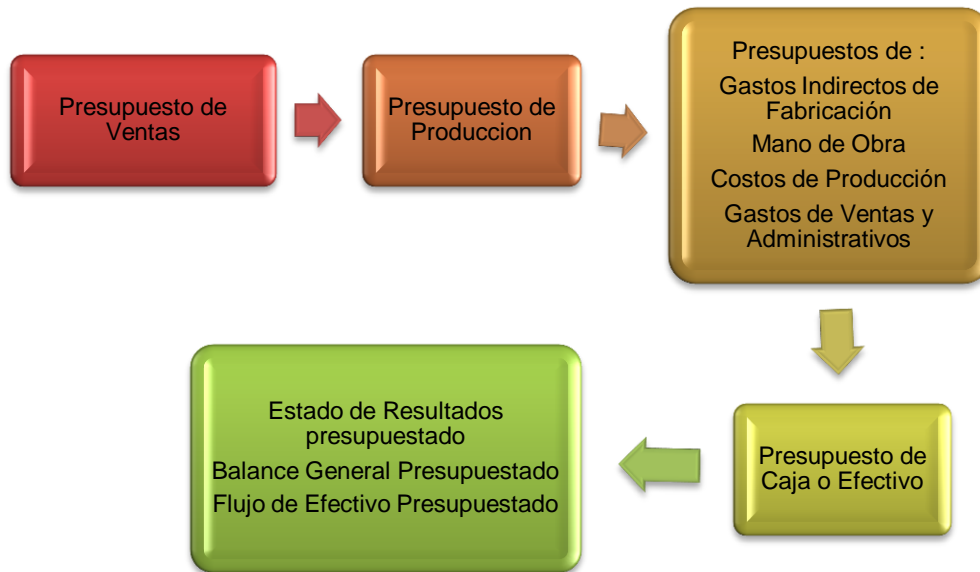 Presupuesto de
Ventas
Presupuesto de
Produccion
Presupuestos de :
Gastos Indirectos de
Fabricación
Mano de Obra
Costos de Producción
Gastos de Ventas y
Administrativos
Presupuesto de
Caja o Efectivo
Estado de Resultados
presupuestado
Balance General Presupuestado
Flujo de Efectivo Presupuestado